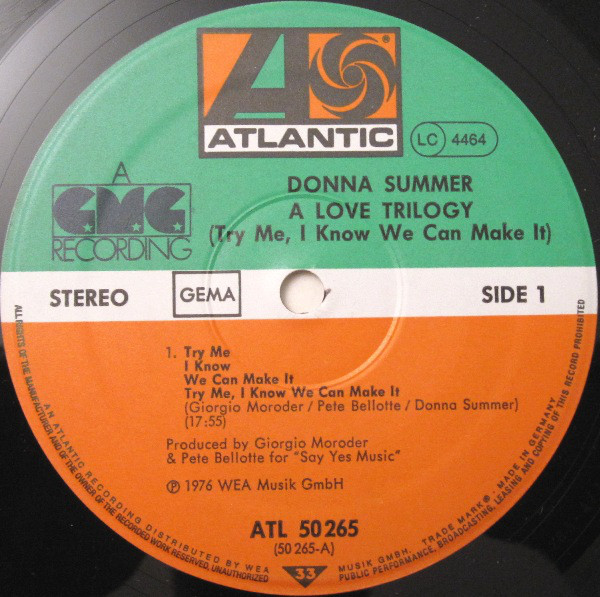 ATLANTIC
®
LC 4464
A
GMG
RECORDING
DONNA SUMMER
A LOVE TRILOGY
(Try Me, I Know We Can Make It)
STEREO
GEMA
SIDE 1
1. Try Me
I Know
We Can Make It
Try Me, I Know We Can Make It
(Giorgio Moroder / Pete Bellotte / Donna Summer)
(17:55)
Produced by Giorgio Moroder
& Pete Bellotte for "Say Yes Music"
℗ 1976 WEA Musik GmbH
ATL 50 265
(50 265-A)
33
AN ATLANTIC RECORDING DISTRIBUTED BY WEA MUSIK GMBH, TRADE MARK ® · MADE IN GERMANY
ALL RIGHTS OF THE MANUFACTURER AND OF THE OWNER OF THE RECORDED WORK RESERVED, UNAUTHORIZED PUBLIC PERFORMANCE, BROADCASTING, LEASING AND COPYING OF THIS RECORD PROHIBITED